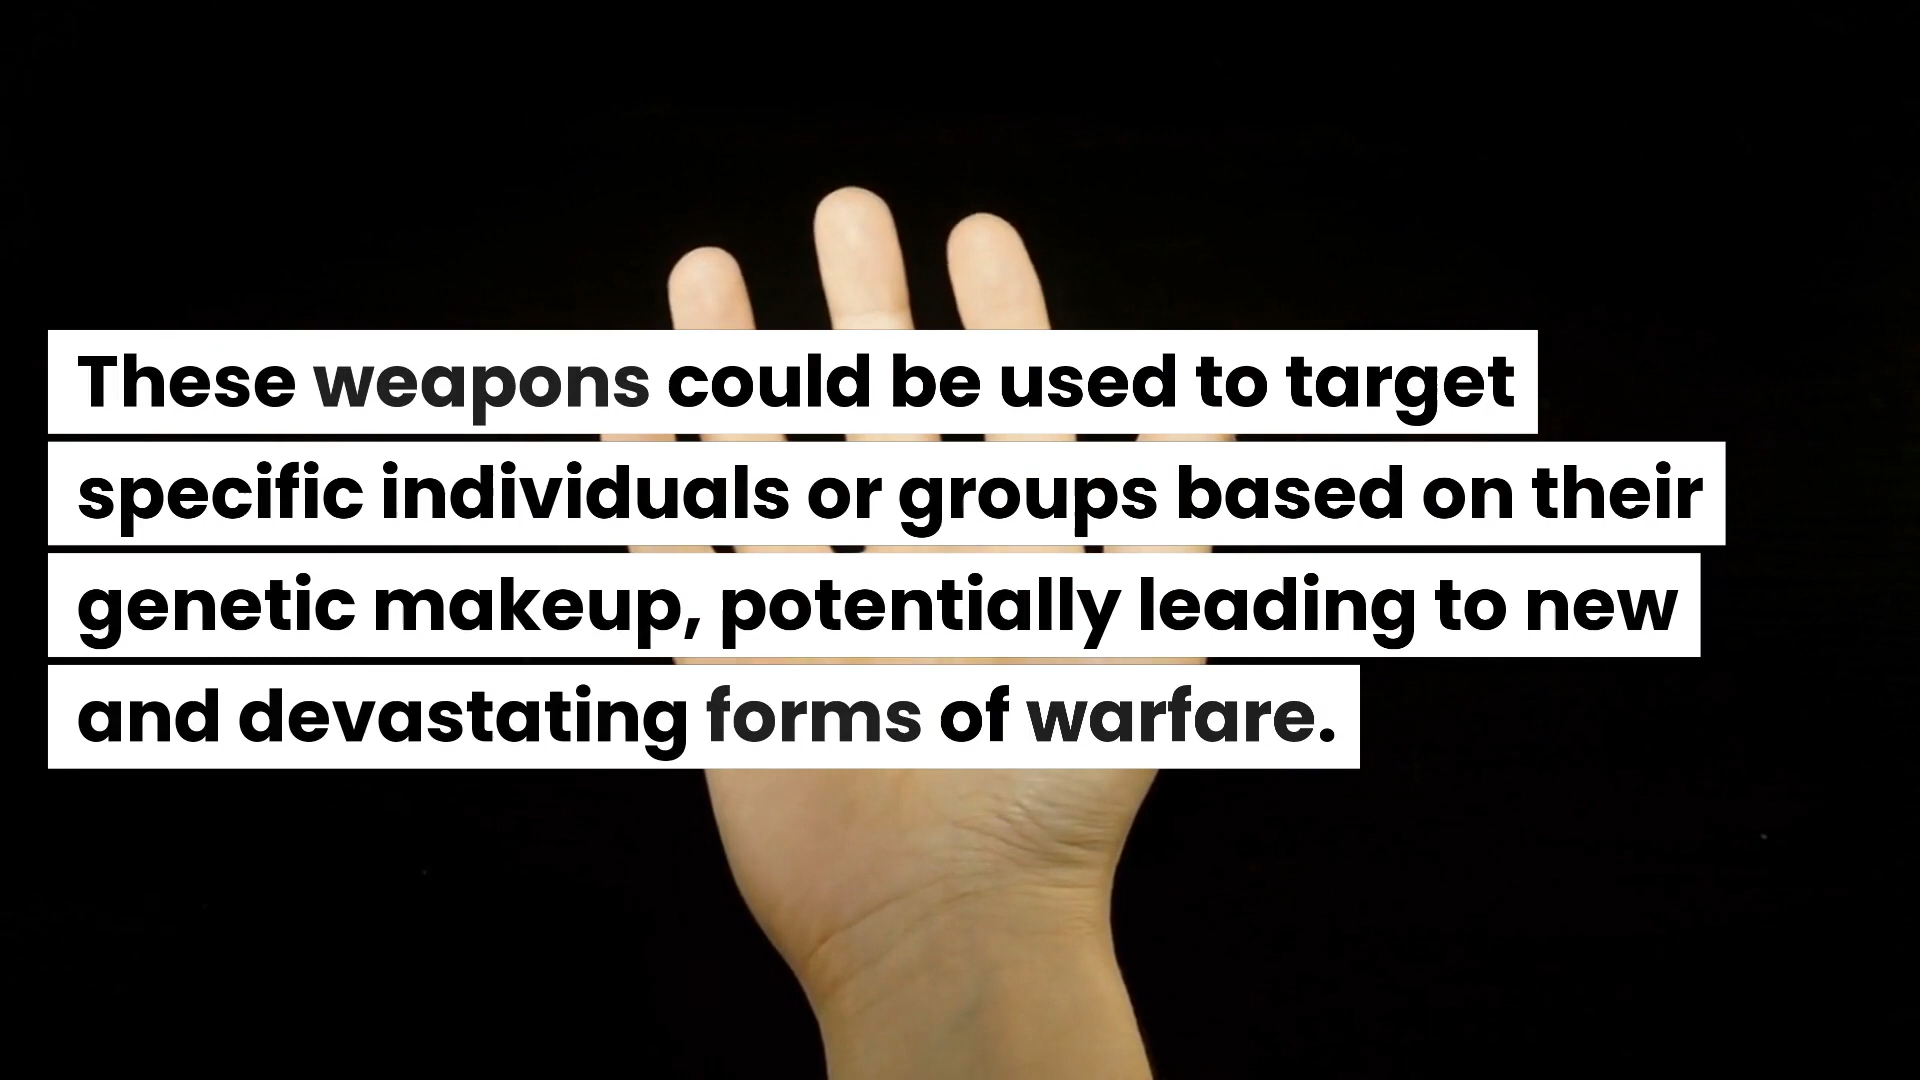 These weapons could be used to target
specific individuals or groups based on their
genetic makeup, potentially leading to new
and devastating forms of warfare.